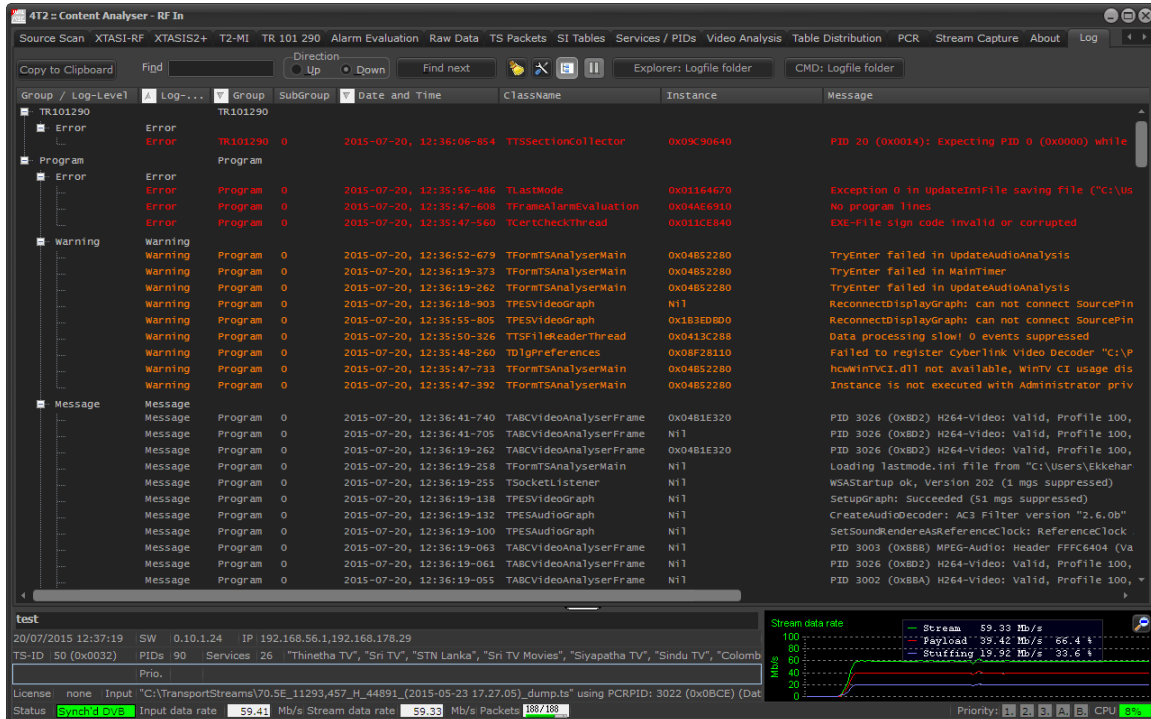 4T2 :: Content Analyser - RF In
Source Scan XTASI-RF XTASIS2+ T2-MI TR 101 290 Alarm Evaluation Raw Data TS Packets SI Tables Services / PIDs Video Analysis Table Distribution PCR Stream Capture About Log
Copy to Clipboard Find Direction Up Down Find next Explorer: Logfile folder CMD: Logfile folder
Group / Log-Level Log-... Group SubGroup Date and Time ClassName Instance Message
TR101290 TR101290
Error Error
Error TR101290 0 2015-07-20, 12:36:06-854 TTSSectionCollector 0x09C90640 PID 20 (0x0014): Expecting PID 0 (0x0000) while
Program Program
Error Error
Error Program 0 2015-07-20, 12:35:56-486 TLastMode 0x01164670 Exception 0 in UpdateIniFile saving file ("C:\Us
Error Program 0 2015-07-20, 12:35:47-608 TFrameAlarmEvaluation 0x04AE6910 No program lines
Error Program 0 2015-07-20, 12:35:47-560 TCertCheckThread 0x011CE840 EXE-File sign code invalid or corrupted
Warning Warning
Warning Program 0 2015-07-20, 12:36:52-679 TFormTSAnalyserMain 0x04B52280 TryEnter failed in UpdateAudioAnalysis
Warning Program 0 2015-07-20, 12:36:19-373 TFormTSAnalyserMain 0x04B52280 TryEnter failed in MainTimer
Warning Program 0 2015-07-20, 12:36:19-262 TFormTSAnalyserMain 0x04B52280 TryEnter failed in UpdateAudioAnalysis
Warning Program 0 2015-07-20, 12:36:18-903 TPESVideoGraph Nil ReconnectDisplayGraph: can not connect SourcePin
Warning Program 0 2015-07-20, 12:35:55-805 TPESVideoGraph 0x1B3EDBD0 ReconnectDisplayGraph: can not connect SourcePin
Warning Program 0 2015-07-20, 12:35:50-326 TTSFileReaderThread 0x0413C288 Data processing slow! 0 events suppressed
Warning Program 0 2015-07-20, 12:35:48-260 TDlgPreferences 0x08F28110 Failed to register Cyberlink Video Decoder "C:\P
Warning Program 0 2015-07-20, 12:35:47-733 TFormTSAnalyserMain 0x04B52280 hcwWinTVCI.dll not available, WinTV CI usage dis
Warning Program 0 2015-07-20, 12:35:47-392 TFormTSAnalyserMain 0x04B52280 Instance is not executed with Administrator priv
Message Message
Message Program 0 2015-07-20, 12:36:41-740 TABCVideoAnalyserFrame 0x04B1E320 PID 3026 (0xBD2) H264-Video: Valid, Profile 100,
Message Program 0 2015-07-20, 12:36:41-705 TABCVideoAnalyserFrame Nil PID 3026 (0xBD2) H264-Video: Valid, Profile 100,
Message Program 0 2015-07-20, 12:36:19-262 TABCVideoAnalyserFrame 0x04B1E320 PID 3026 (0xBD2) H264-Video: Valid, Profile 100,
Message Program 0 2015-07-20, 12:36:19-258 TFormTSAnalyserMain Nil Loading lastmode.ini file from "C:\Users\Ekkehar
Message Program 0 2015-07-20, 12:36:19-255 TSocketListener Nil WSAStartup ok, Version 202 (1 mgs suppressed)
Message Program 0 2015-07-20, 12:36:19-138 TPESVideoGraph Nil SetupGraph: Succeeded (51 mgs suppressed)
Message Program 0 2015-07-20, 12:36:19-132 TPESAudioGraph Nil CreateAudioDecoder: AC3 Filter version "2.6.0b"
Message Program 0 2015-07-20, 12:36:19-100 TPESAudioGraph Nil SetSoundRendereAsReferenceClock: ReferenceClock
Message Program 0 2015-07-20, 12:36:19-063 TABCVideoAnalyserFrame Nil PID 3003 (0xBBB) MPEG-Audio: Header FFFC6404 (Va
Message Program 0 2015-07-20, 12:36:19-061 TABCVideoAnalyserFrame Nil PID 3002 (0xBBA) H264-Video: Valid, Profile 100,
Message Program 0 2015-07-20, 12:36:19-055 TABCVideoAnalyserFrame Nil PID 3002 (0xBBA) H264-Video: Valid, Profile 100,
test
20/07/2015 12:37:19 SW 0.10.1.24 IP 192.168.56.1,192.168.178.29
TS-ID 50 (0x0032) PIDs 90 Services 26 "Thinetha TV", "Sri TV", "STN Lanka", "Sri TV Movies", "Siyapatha TV", "Sindu TV", "Colomb
Prio.
License none Input "C:\TransportStreams\70.5E_11293,457_H_44891_(2015-05-23 17.27.05)_dump.ts" using PCRPID: 3022 (0x0BCE) (Dat
Status Synch'd DVB Input data rate 59.41 Mb/s Stream data rate 59.33 Mb/s Packets 188/188
Stream data rate
Mb/s
100
80
60
40
20
0
Stream 59.33 Mb/s
Payload 39.42 Mb/s 66.4 %
Stuffing 19.92 Mb/s 33.6 %
Priority: 1. 2. 3. A. B. CPU 8%